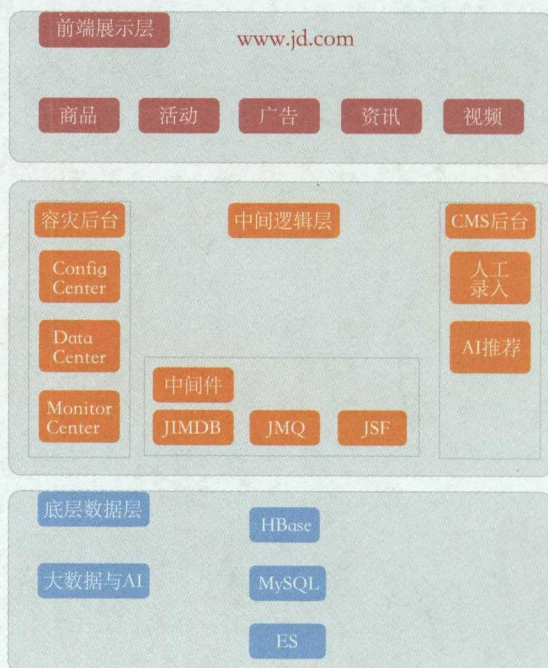 前端展示层
www.jd.com
商品
活动
广告
资讯
视频
容灾后台
中间逻辑层
CMS后台
Config
Center
人工
录入
Data
Center
AI推荐
中间件
Monitor
Center
JIMDB
JMQ
JSF
底层数据层
HBase
大数据与AI
MySQL
ES